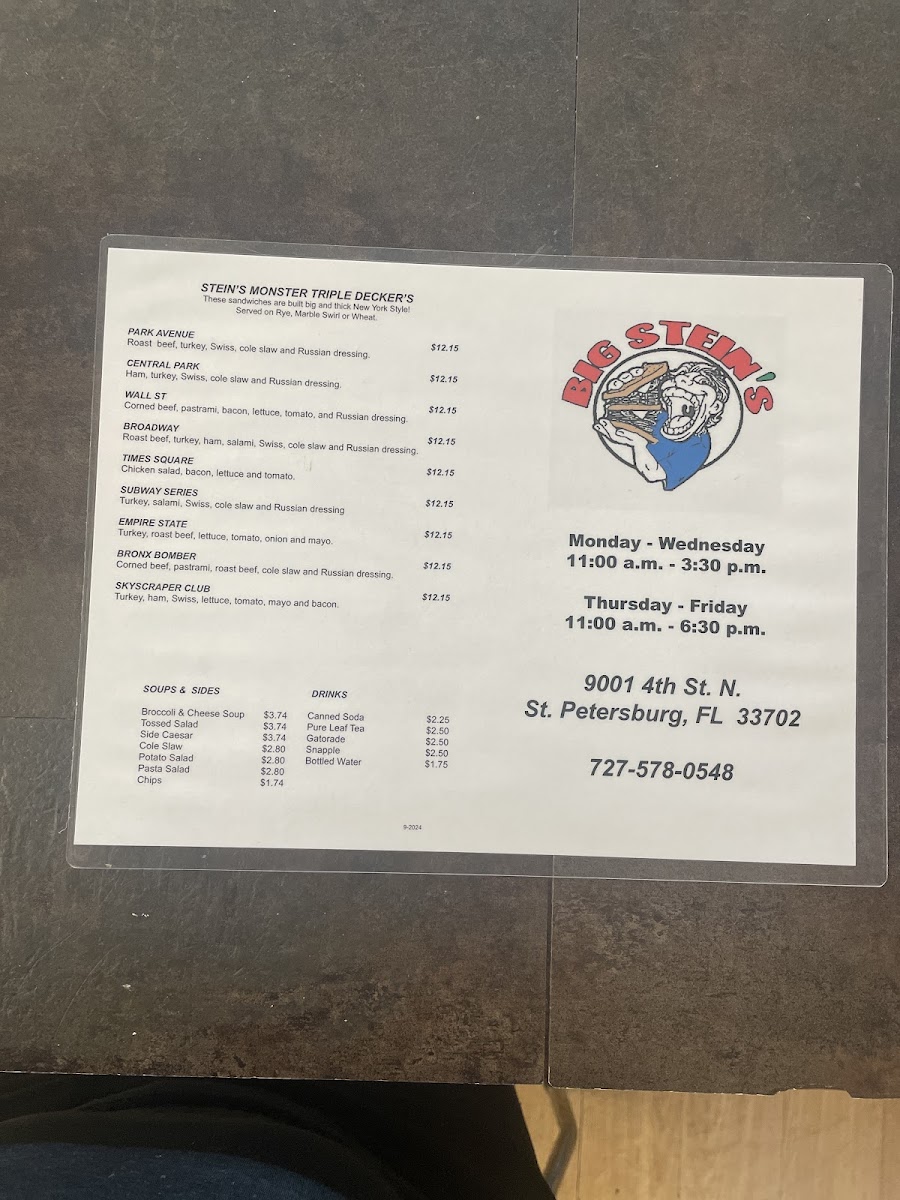 STEIN'S MONSTER TRIPLE DECKER'S
These sandwiches are built big and thick New York Style!
Served on Rye, Marble Swirl or Wheat.
PARK AVENUE
Roast beef, turkey, Swiss, cole slaw and Russian dressing. $12.15
CENTRAL PARK
Ham, turkey, Swiss, cole slaw and Russian dressing. $12.15
WALL ST
Corned beef, pastrami, bacon, lettuce, tomato, and Russian dressing. $12.15
BROADWAY
Roast beef, turkey, ham, salami, Swiss, cole slaw and Russian dressing. $12.15
TIMES SQUARE
Chicken salad, bacon, lettuce and tomato. $12.15
SUBWAY SERIES
Turkey, salami, Swiss, cole slaw and Russian dressing $12.15
EMPIRE STATE
Turkey, roast beef, lettuce, tomato, onion and mayo. $12.15
BRONX BOMBER
Corned beef, pastrami, roast beef, cole slaw and Russian dressing. $12.15
SKYSCRAPER CLUB
Turkey, ham, Swiss, lettuce, tomato, mayo and bacon. $12.15
SOUPS & SIDES
Broccoli & Cheese Soup $3.74
Tossed Salad $3.74
Side Caesar $3.74
Cole Slaw $2.80
Potato Salad $2.80
Pasta Salad $2.80
Chips $1.74
DRINKS
Canned Soda $2.25
Pure Leaf Tea $2.50
Gatorade $2.50
Snapple $2.50
Bottled Water $1.75
9-2024
BIG STEIN'S
Monday - Wednesday
11:00 a.m. - 3:30 p.m.
Thursday - Friday
11:00 a.m. - 6:30 p.m.
9001 4th St. N.
St. Petersburg, FL 33702
727-578-0548